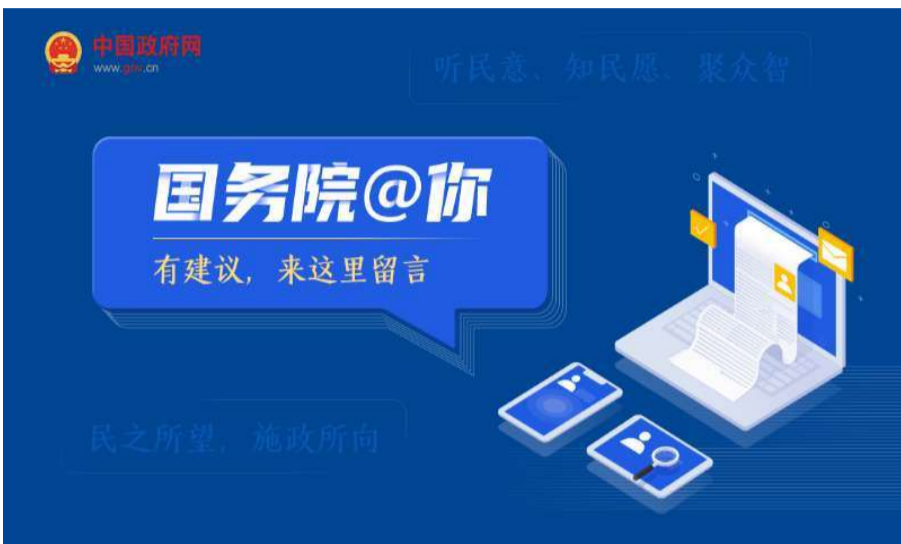 中国政府网
www.gov.cn
听民意、知民愿、聚众智
国务院@你
有建议，来这里留言
民之所望，施政所向